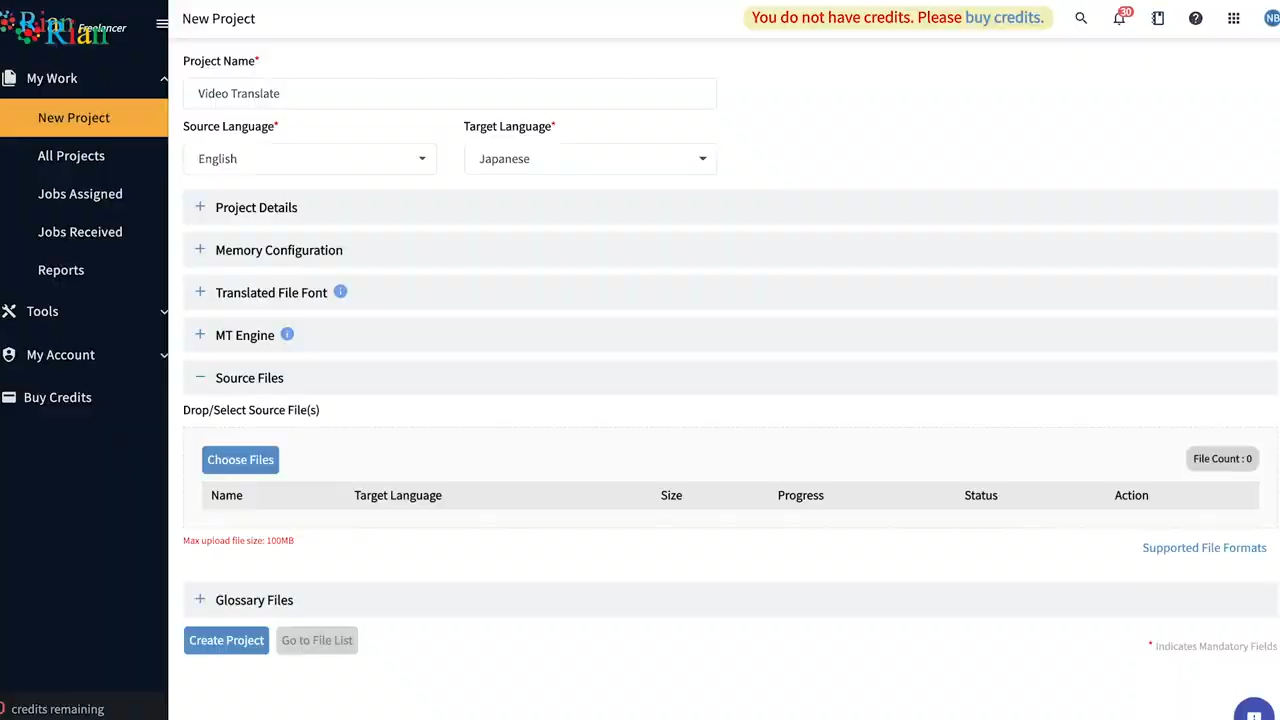 Rian
Rian
Freelancer
New Project
You do not have credits. Please buy credits.
30
NB
My Work
New Project
All Projects
Jobs Assigned
Jobs Received
Reports
Tools
My Account
Buy Credits
0 credits remaining
Project Name*
Video Translate
Source Language* Target Language*
English Japanese
+ Project Details
+ Memory Configuration
+ Translated File Font
+ MT Engine
− Source Files
Drop/Select Source File(s)
Choose Files File Count : 0
Name Target Language Size Progress Status Action
Max upload file size: 100MB
Supported File Formats
+ Glossary Files
Create Project Go to File List
* Indicates Mandatory Fields